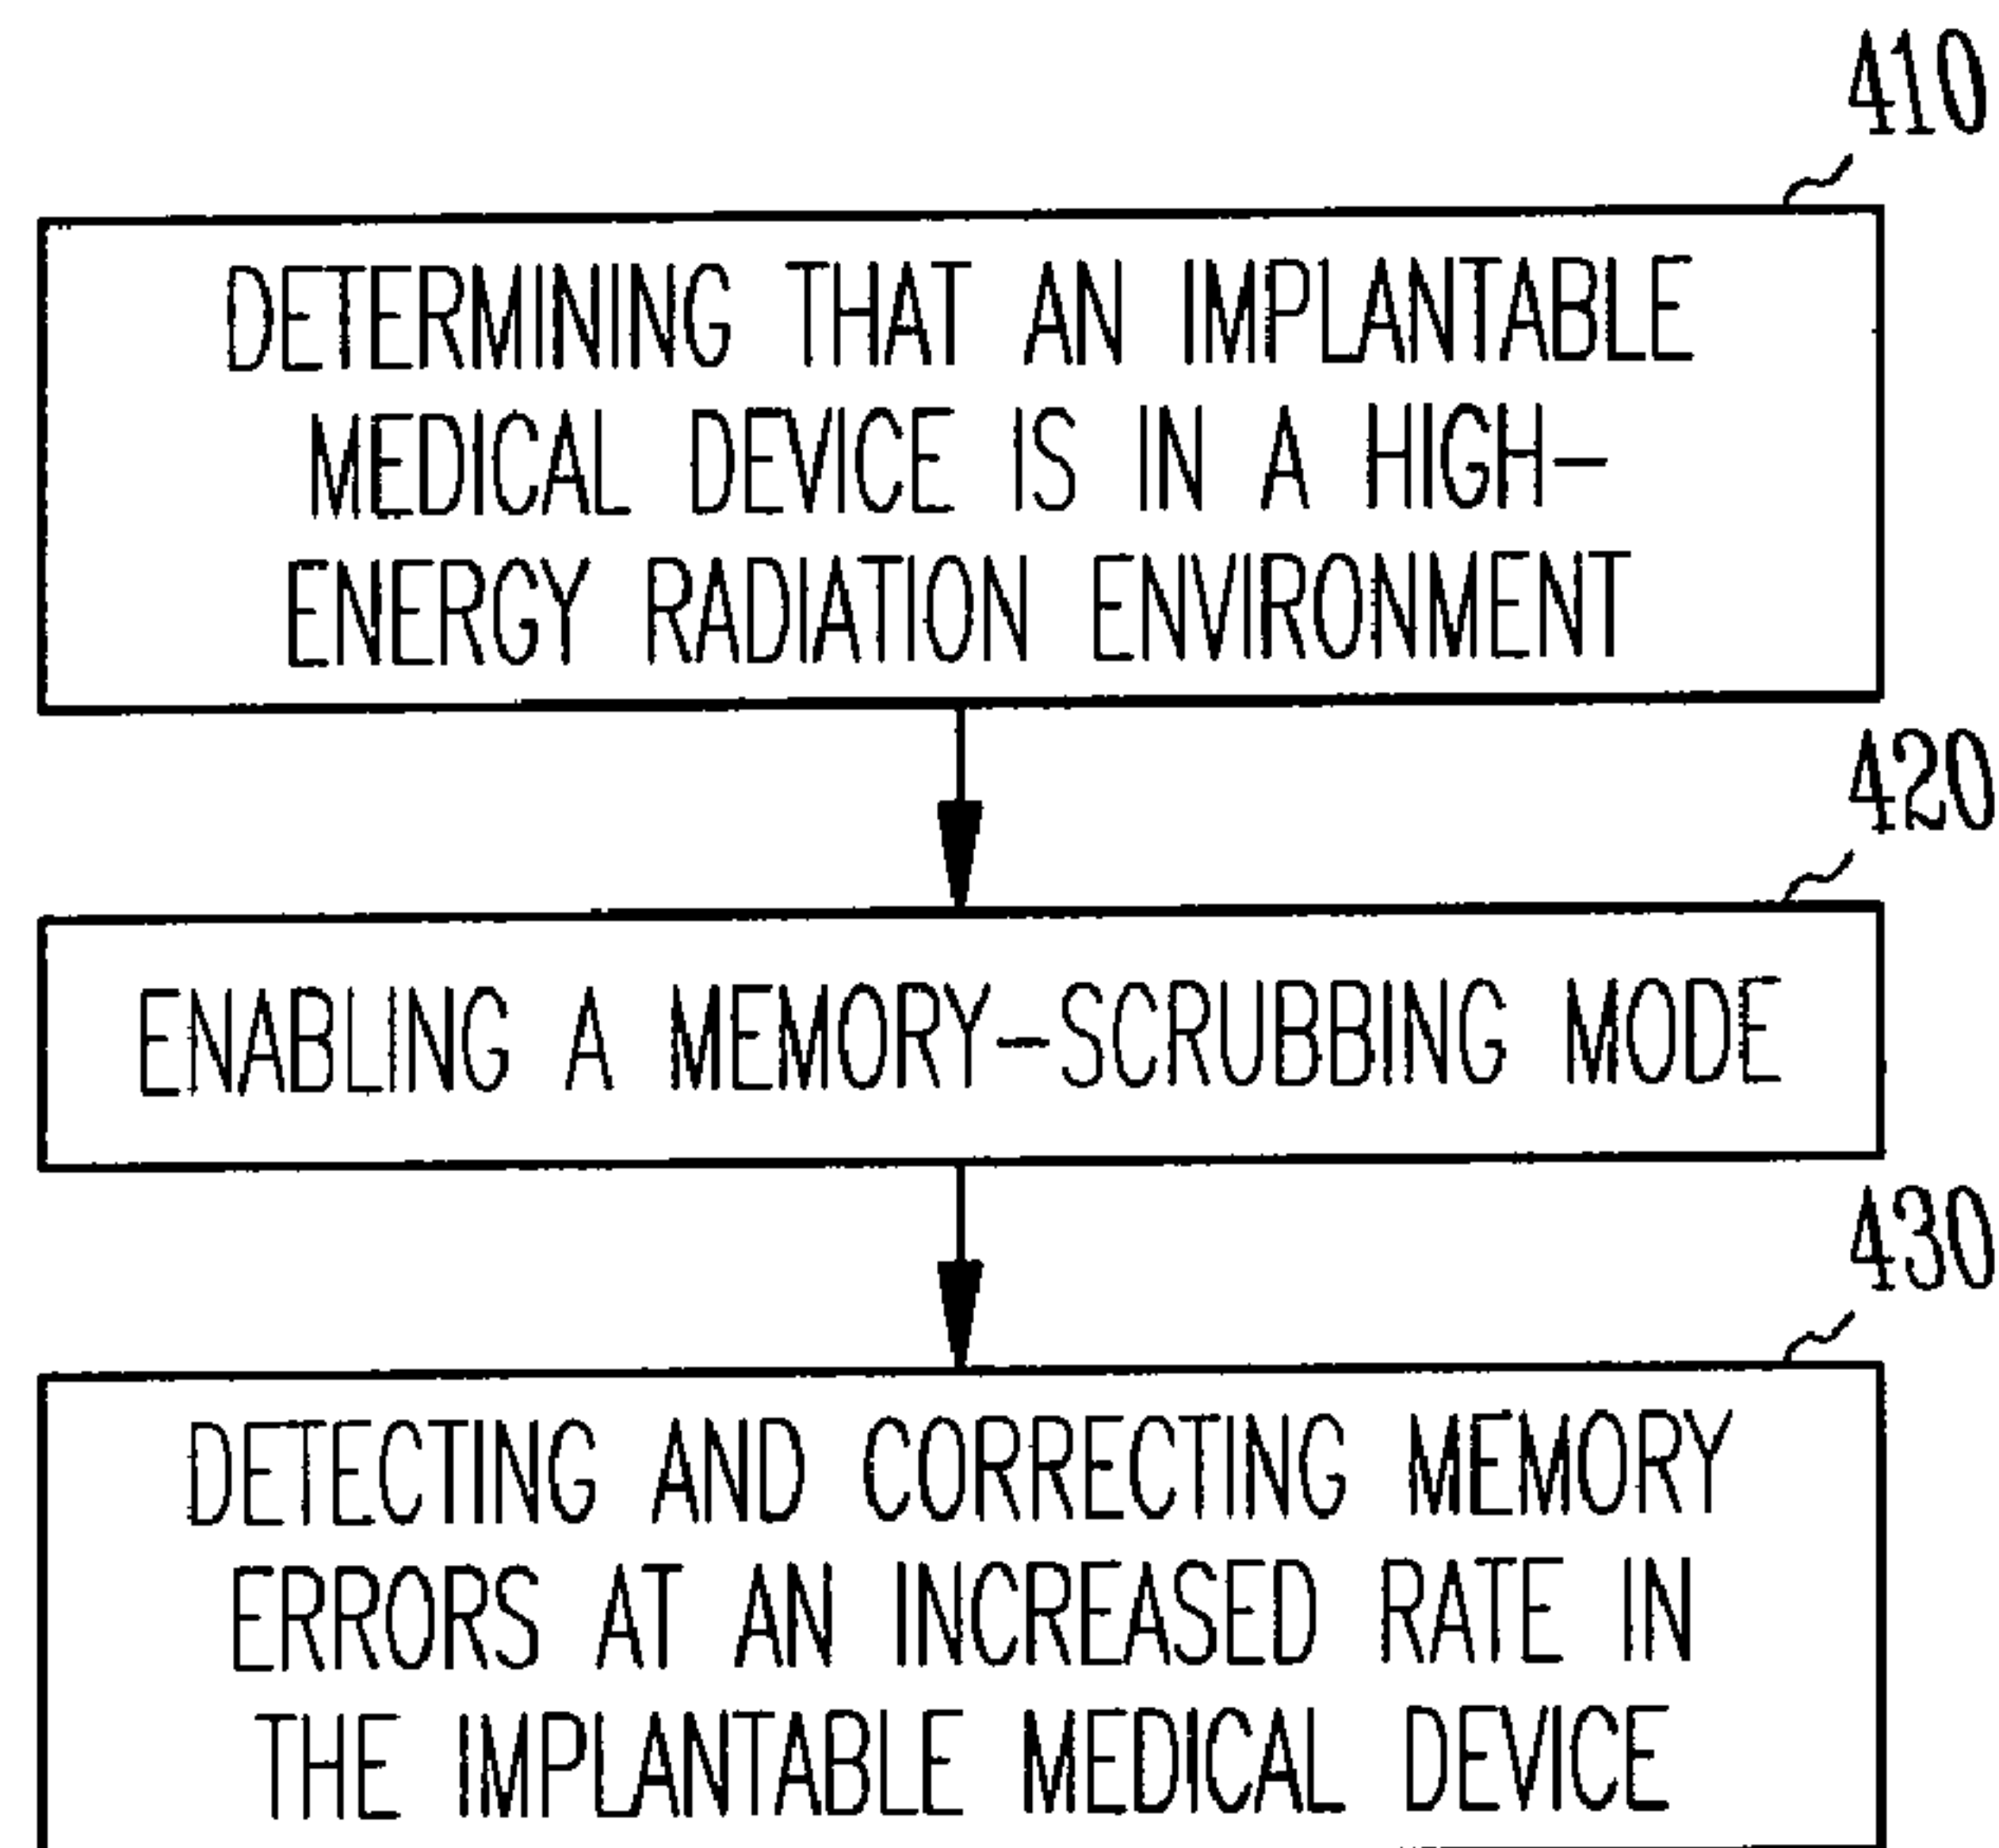 410
DETERMINING THAT AN IMPLANTABLE
MEDICAL DEVICE IS IN A HIGH-
ENERGY RADIATION ENVIRONMENT
420
ENABLING A MEMORY-SCRUBBING MODE
430
DETECTING AND CORRECTING MEMORY
ERRORS AT AN INCREASED RATE IN
THE IMPLANTABLE MEDICAL DEVICE